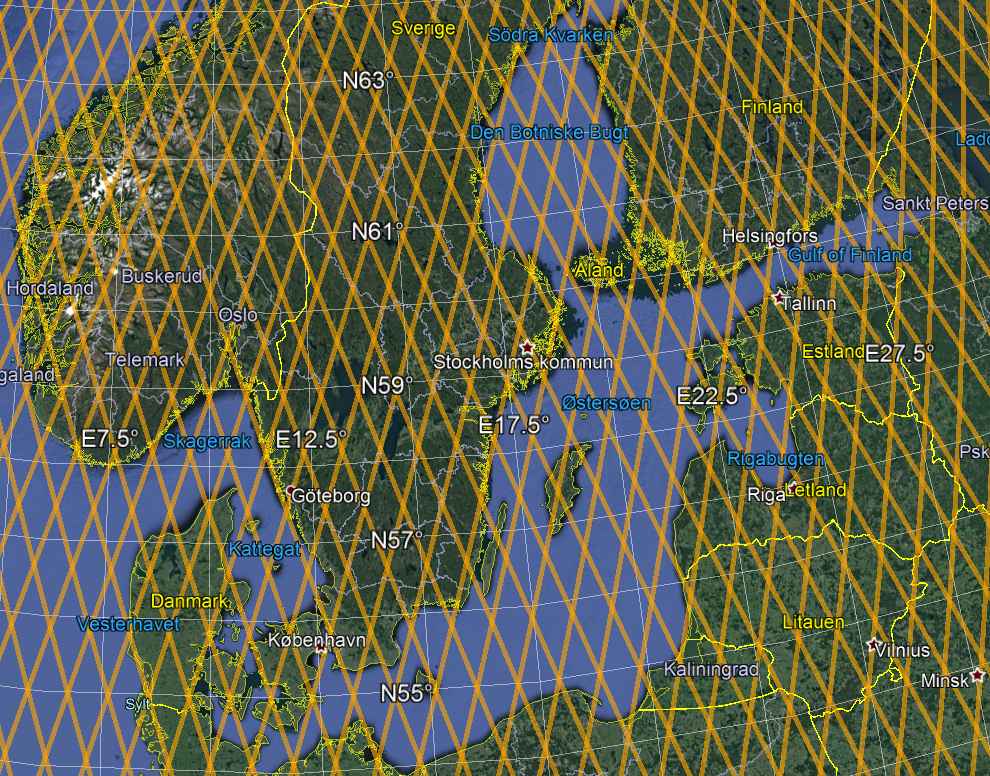 Sverige
Södra Kvarken
N63°
Finland
Den Botniske Bugt
Lado
Sankt Peters
N61°
Helsingfors
Gulf of Finland
Åland
Buskerud
Hordaland
Tallinn
Oslo
Estland
E27.5°
Telemark
Stockholms kommun
galand
N59°
E22.5°
Østersøen
E17.5°
E7.5°
Skagerrak
E12.5°
Psk
Rigabugten
Riga
Letland
Göteborg
N57°
Kattegat
Danmark
Vesterhavet
Litauen
København
Vilnius
Kaliningrad
Minsk
N55°
Sylt